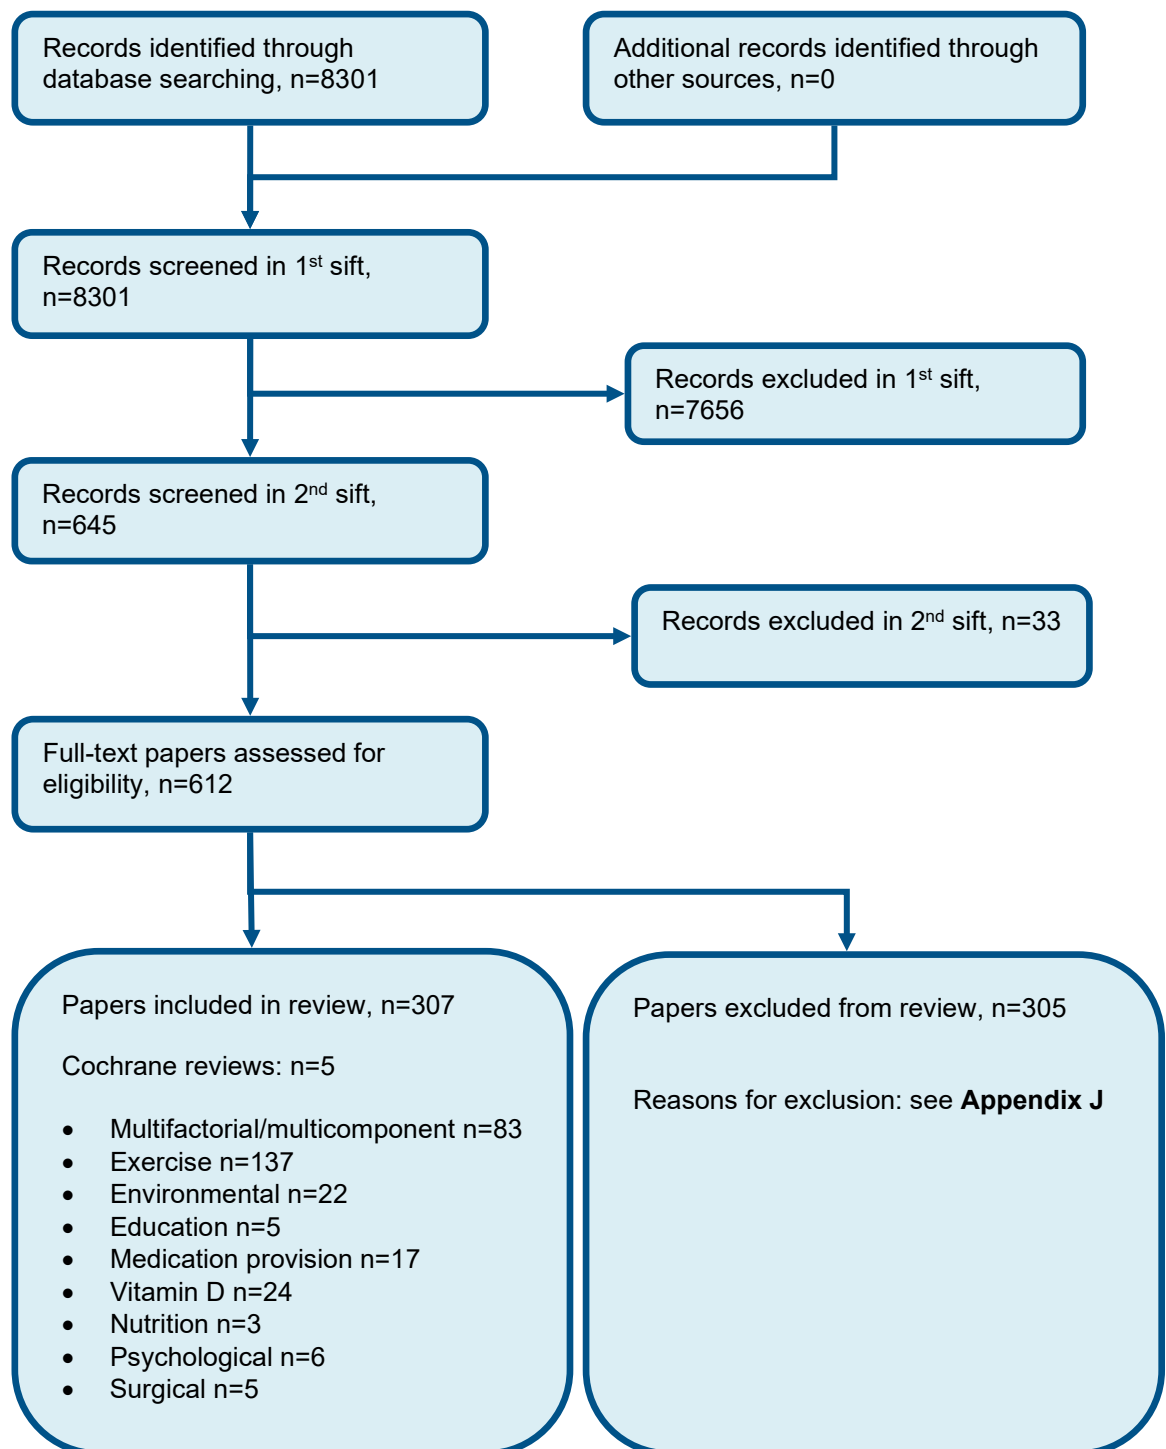 Records identified through
database searching, n=8301
Additional records identified through
other sources, n=0
Records screened in 1st sift,
n=8301
Records excluded in 1st sift,
n=7656
Records screened in 2nd sift,
n=645
Records excluded in 2nd sift, n=33
Full-text papers assessed for
eligibility, n=612
Papers included in review, n=307
Cochrane reviews: n=5
• Multifactorial/multicomponent n=83
• Exercise n=137
• Environmental n=22
• Education n=5
• Medication provision n=17
• Vitamin D n=24
• Nutrition n=3
• Psychological n=6
• Surgical n=5
Papers excluded from review, n=305
Reasons for exclusion: see Appendix J